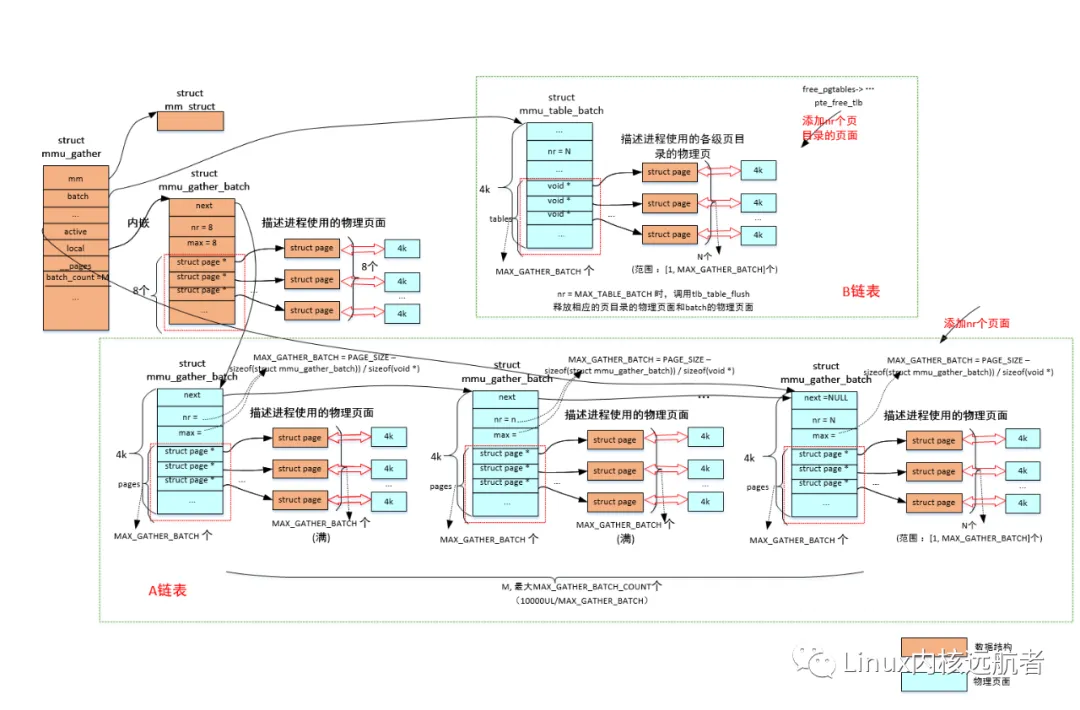 struct
mm_struct
struct
mmu_gather
mm
batch
...
active
local
__pages
batch_count =M
...
内嵌
struct
mmu_gather_batch
next
nr = 8
max = 8
struct page *
struct page *
struct page *
...
8个
描述进程使用的物理页面
struct page
4k
struct page
4k
struct page
4k
8个
...
...
struct
mmu_table_batch
...
nr = N
...
void *
void *
void *
...
4k
tables
MAX_GATHER_BATCH 个
描述进程使用的各级页目
录的物理页
struct page
4k
struct page
4k
struct page
4k
...
...
N个
(范围 : [1, MAX_GATHER_BATCH]个)
nr = MAX_TABLE_BATCH 时，调用tlb_table_flush
释放相应的页目录的物理页面和batch的物理页面
free_pgtables-> ···
pte_free_tlb
添加nr个页
目录的页面
B链表
添加nr个页面
struct
mmu_gather_batch
MAX_GATHER_BATCH = PAGE_SIZE –
sizeof(struct mmu_gather_batch)) / sizeof(void *)
next
nr = ...
max =
struct page *
struct page *
struct page *
...
4k
pages
MAX_GATHER_BATCH 个
描述进程使用的物理页面
struct page
4k
struct page
4k
struct page
4k
...
...
MAX_GATHER_BATCH 个
(满)
struct
mmu_gather_batch
MAX_GATHER_BATCH = PAGE_SIZE –
sizeof(struct mmu_gather_batch)) / sizeof(void *)
next
nr = n...
max =
struct page *
struct page *
struct page *
...
4k
pages
MAX_GATHER_BATCH 个
描述进程使用的物理页面
struct page
4k
struct page
4k
struct page
4k
...
...
MAX_GATHER_BATCH 个
(满)
...
struct
mmu_gather_batch
MAX_GATHER_BATCH = PAGE_SIZE –
sizeof(struct mmu_gather_batch)) / sizeof(void *)
next =NULL
nr = N
max =
struct page *
struct page *
struct page *
...
4k
pages
MAX_GATHER_BATCH 个
描述进程使用的物理页面
struct page
4k
struct page
4k
struct page
4k
...
...
N个
(范围 : [1, MAX_GATHER_BATCH]个)
A链表
M, 最大MAX_GATHER_BATCH_COUNT个
（10000UL/MAX_GATHER_BATCH）
数据结构
物理页面
Linux内核远航者